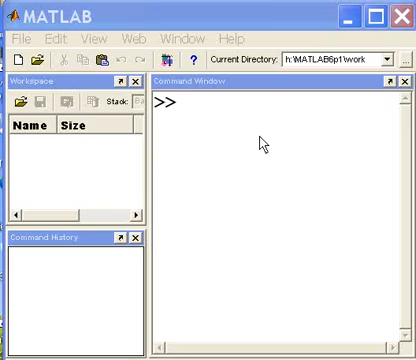 MATLAB
File Edit View Web Window Help
? Current Directory: h:\MATLAB6p1\work ...
Workspace
Command Window
Stack: Ba
>>
Name Size
Command History